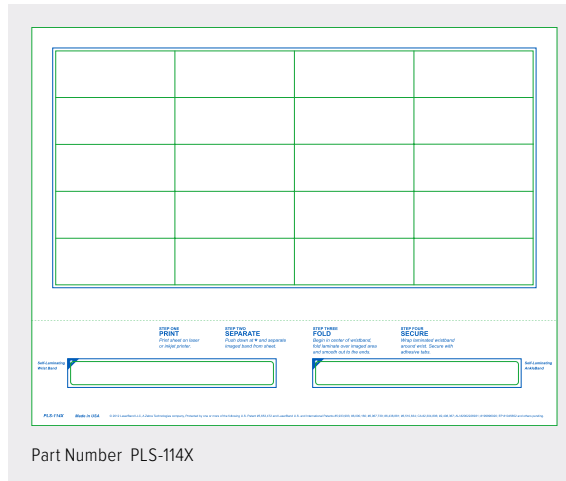 STEP ONE
PRINT
Print sheet on laser
or inkjet printer.
STEP TWO
SEPARATE
Push down at and separate
imaged band from sheet.
STEP THREE
FOLD
Begin in center of wristband,
fold laminate over imaged area
and smooth out to the ends.
STEP FOUR
SECURE
Wrap laminated wristband
around wrist. Secure with
adhesive tabs.
Self-Laminating
Wrist Band
Self-Laminating
AnkleBand
PLS-114X
Made in USA
Part Number PLS-114X